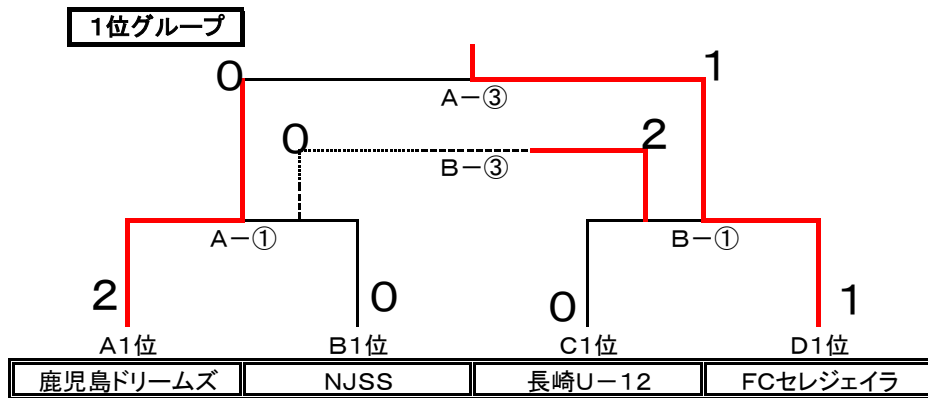 1位グループ
0 1
A－③
0 2
B－③
A－① B－①
2 0 0 1
A1位 B1位 C1位 D1位
鹿児島ドリームズ NJSS 長崎U－12 FCセレジェイラ